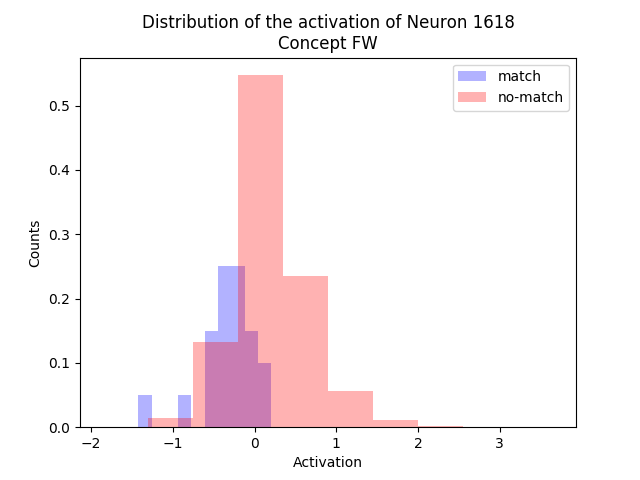 Distribution of the activation of Neuron 1618
Concept FW
match
no-match
0.5
0.4
0.3
0.2
0.1
0.0
Counts
−2
−1
0
1
2
3
Activation